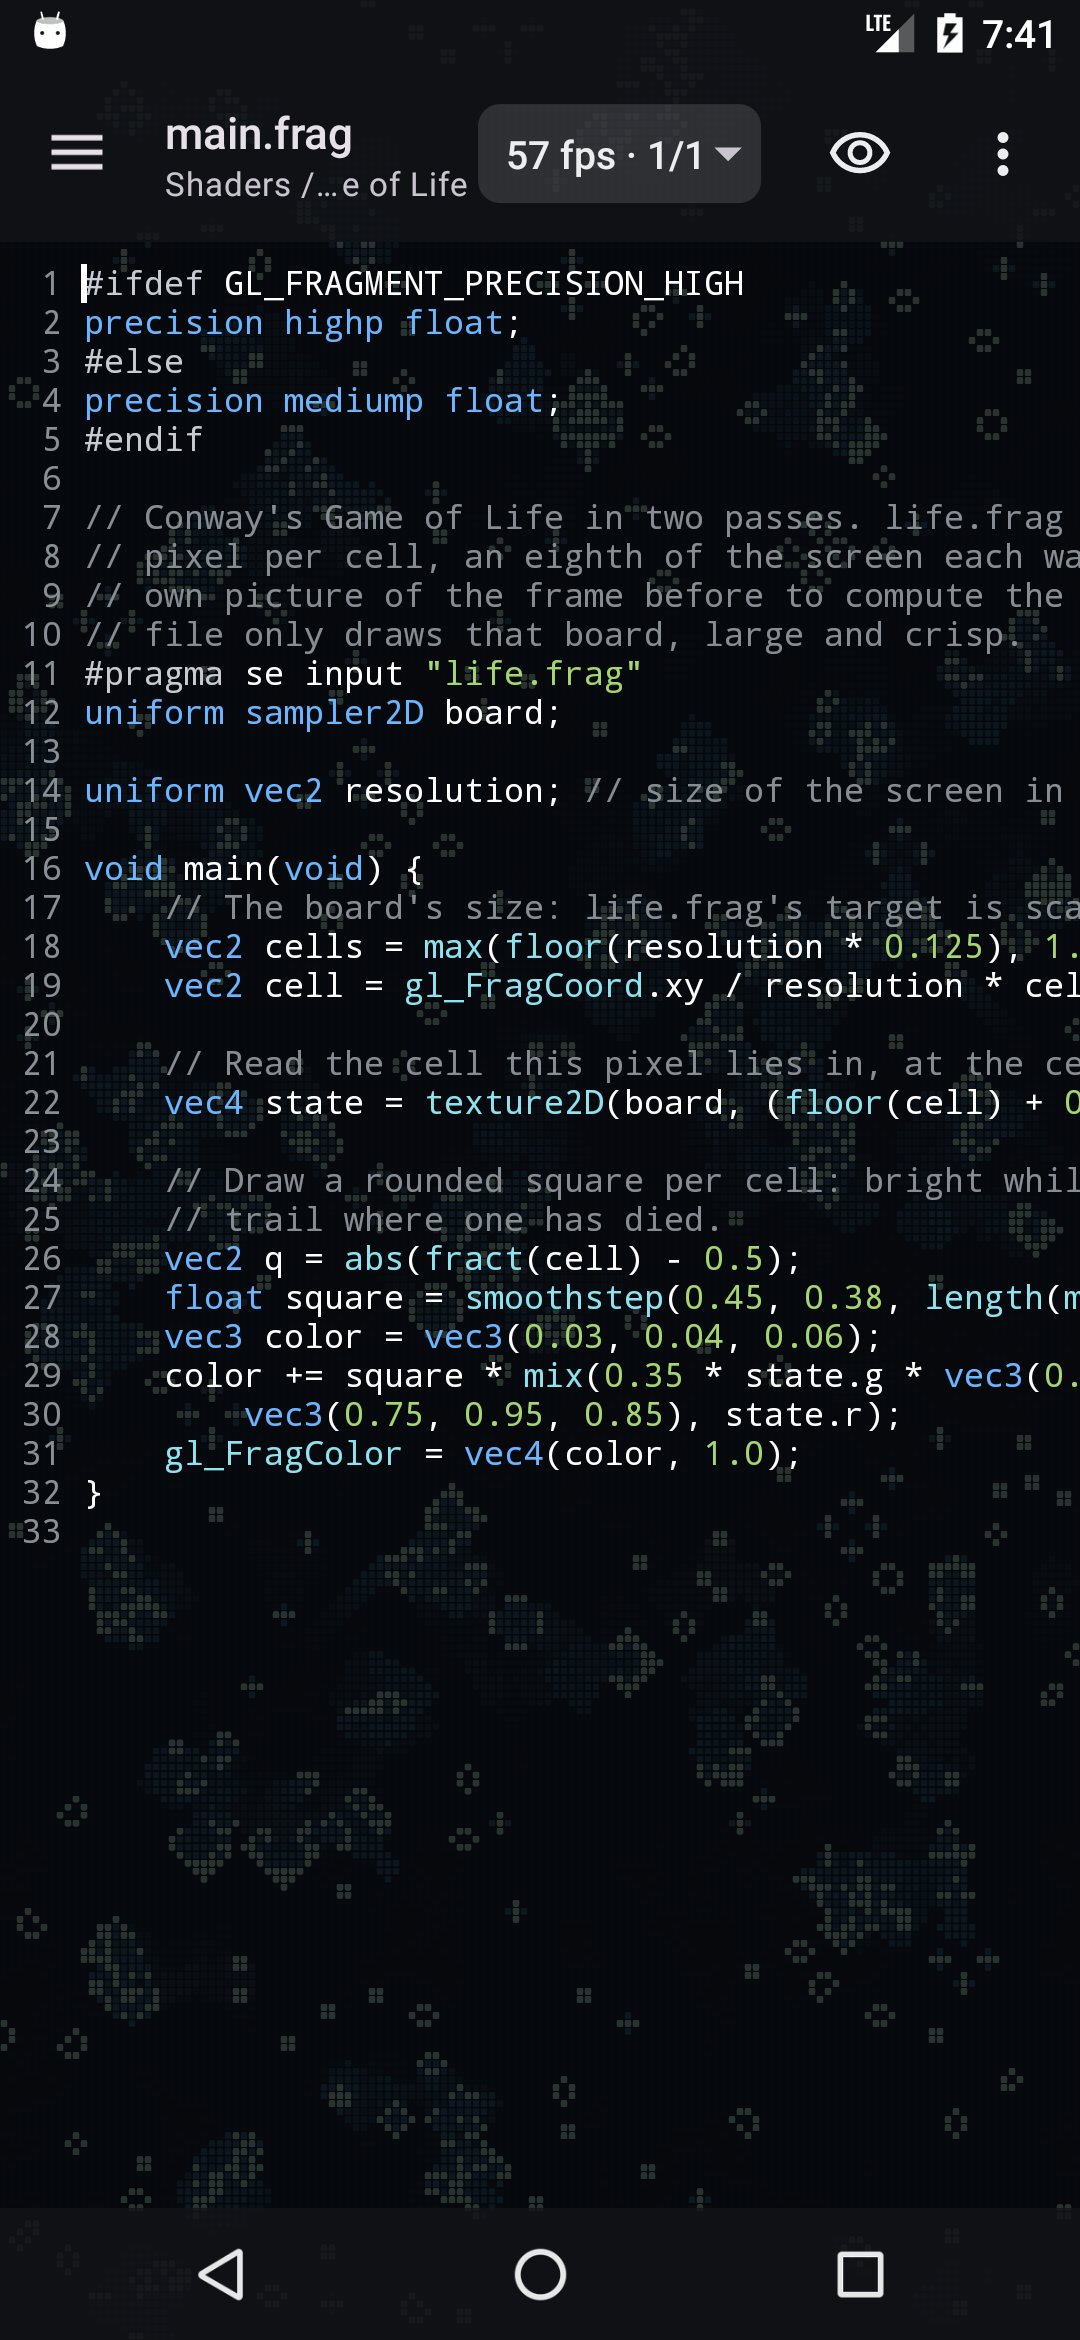 LTE 7:41
main.frag
Shaders /…e of Life
57 fps · 1/1
1 #ifdef GL_FRAGMENT_PRECISION_HIGH
2 precision highp float;
3 #else
4 precision mediump float;
5 #endif
6
7 // Conway's Game of Life in two passes. life.frag
8 // pixel per cell, an eighth of the screen each wa
9 // own picture of the frame before to compute the
10 // file only draws that board, large and crisp.
11 #pragma se input "life.frag"
12 uniform sampler2D board;
13
14 uniform vec2 resolution; // size of the screen in
15
16 void main(void) {
17 // The board's size: life.frag's target is sca
18 vec2 cells = max(floor(resolution * 0.125), 1.
19 vec2 cell = gl_FragCoord.xy / resolution * cel
20
21 // Read the cell this pixel lies in, at the ce
22 vec4 state = texture2D(board, (floor(cell) + 0
23
24 // Draw a rounded square per cell: bright whil
25 // trail where one has died.
26 vec2 q = abs(fract(cell) - 0.5);
27 float square = smoothstep(0.45, 0.38, length(m
28 vec3 color = vec3(0.03, 0.04, 0.06);
29 color += square * mix(0.35 * state.g * vec3(0.
30 vec3(0.75, 0.95, 0.85), state.r);
31 gl_FragColor = vec4(color, 1.0);
32 }
33